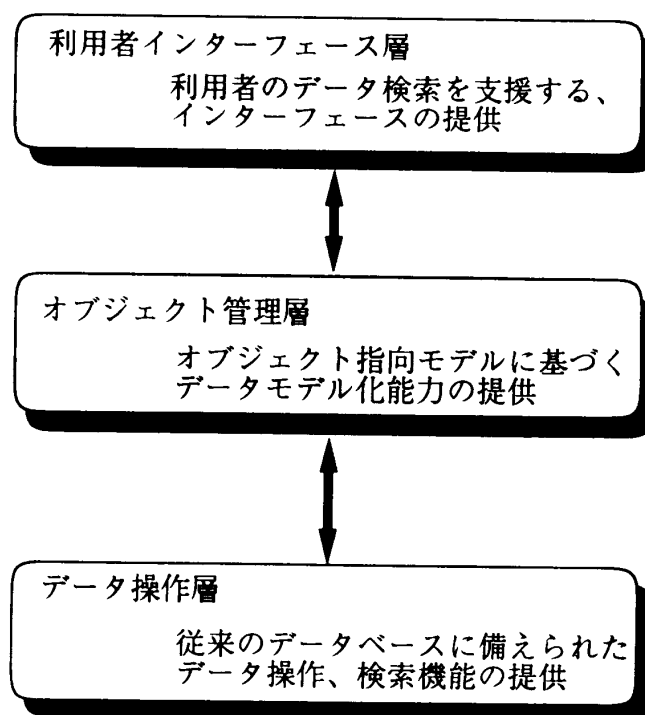 利用者インターフェース層
利用者のデータ検索を支援する、
インターフェースの提供
オブジェクト管理層
オブジェクト指向モデルに基づく
データモデル化能力の提供
データ操作層
従来のデータベースに備えられた
データ操作、検索機能の提供